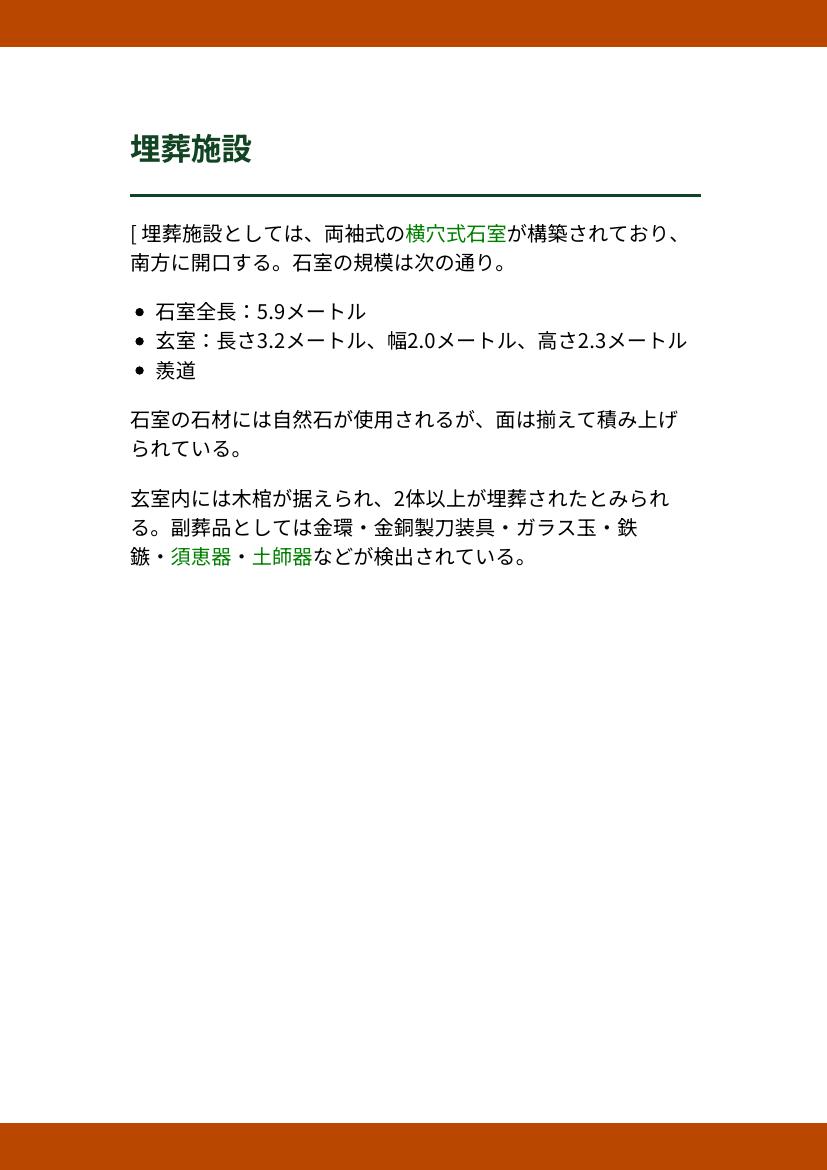 埋葬施設
[ 埋葬施設としては、両袖式の横穴式石室が構築されており、
南方に開口する。石室の規模は次の通り。
• 石室全長：5.9メートル
• 玄室：長さ3.2メートル、幅2.0メートル、高さ2.3メートル
• 羨道
石室の石材には自然石が使用されるが、面は揃えて積み上げ
られている。
玄室内には木棺が据えられ、2体以上が埋葬されたとみられ
る。副葬品としては金環・金銅製刀装具・ガラス玉・鉄
鏃・須恵器・土師器などが検出されている。